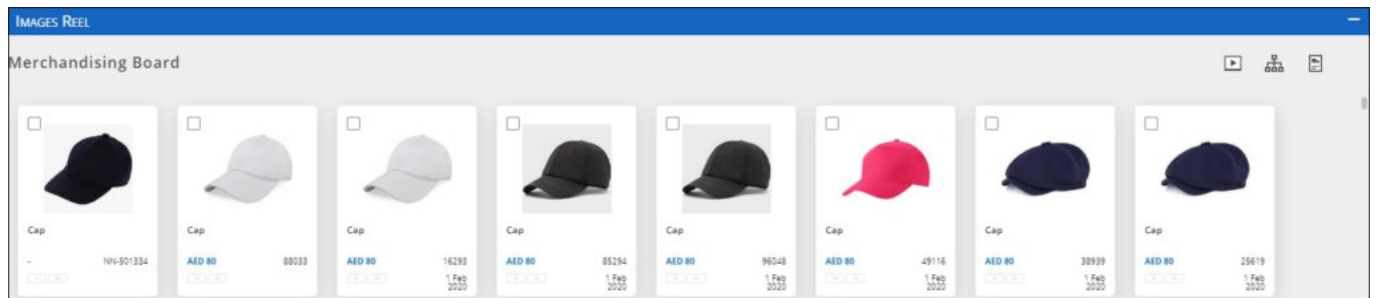 IMAGES REEL
Merchandising Board
Cap
- NN-501334
Cap
AED 80 88033
Cap
AED 80 16293
1 Feb
2020
Cap
AED 80 85294
1 Feb
2020
Cap
AED 80 96048
1 Feb
2020
Cap
AED 80 49116
1 Feb
2020
Cap
AED 80 38939
1 Feb
2020
Cap
AED 80 25619
1 Feb
2020